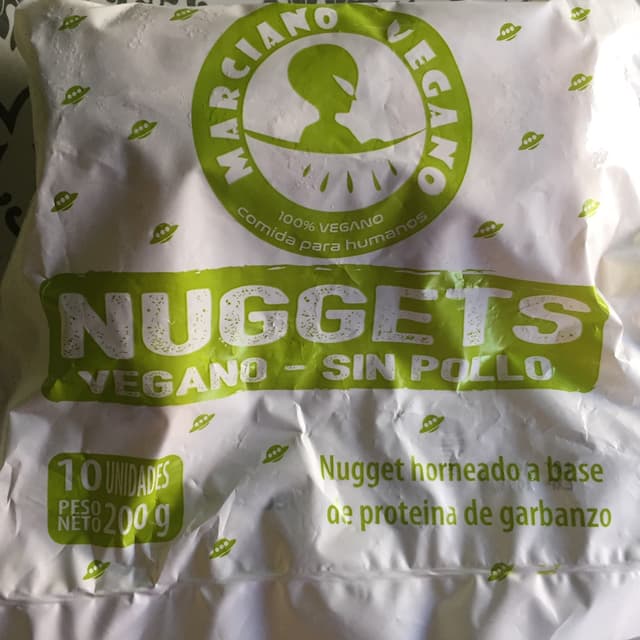 MARCIANO VEGANO
100% VEGANO
comida para humanos
NUGGETS
VEGANO - SIN POLLO
10 UNIDADES
PESO NETO 200 g
Nugget horneado a base
de proteina de garbanzo